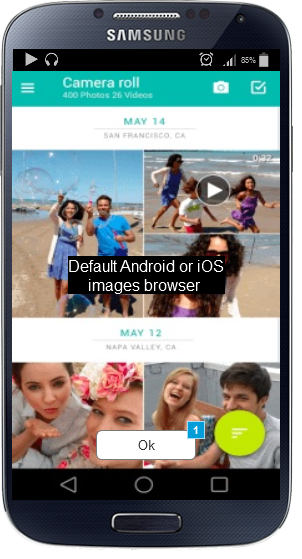 SAMSUNG
85%
Camera roll
400 Photos 26 Videos
MAY 14
SAN FRANCISCO, CA
0:32
Default Android or iOS
images browser
MAY 12
NAPA VALLEY, CA
Ok
1